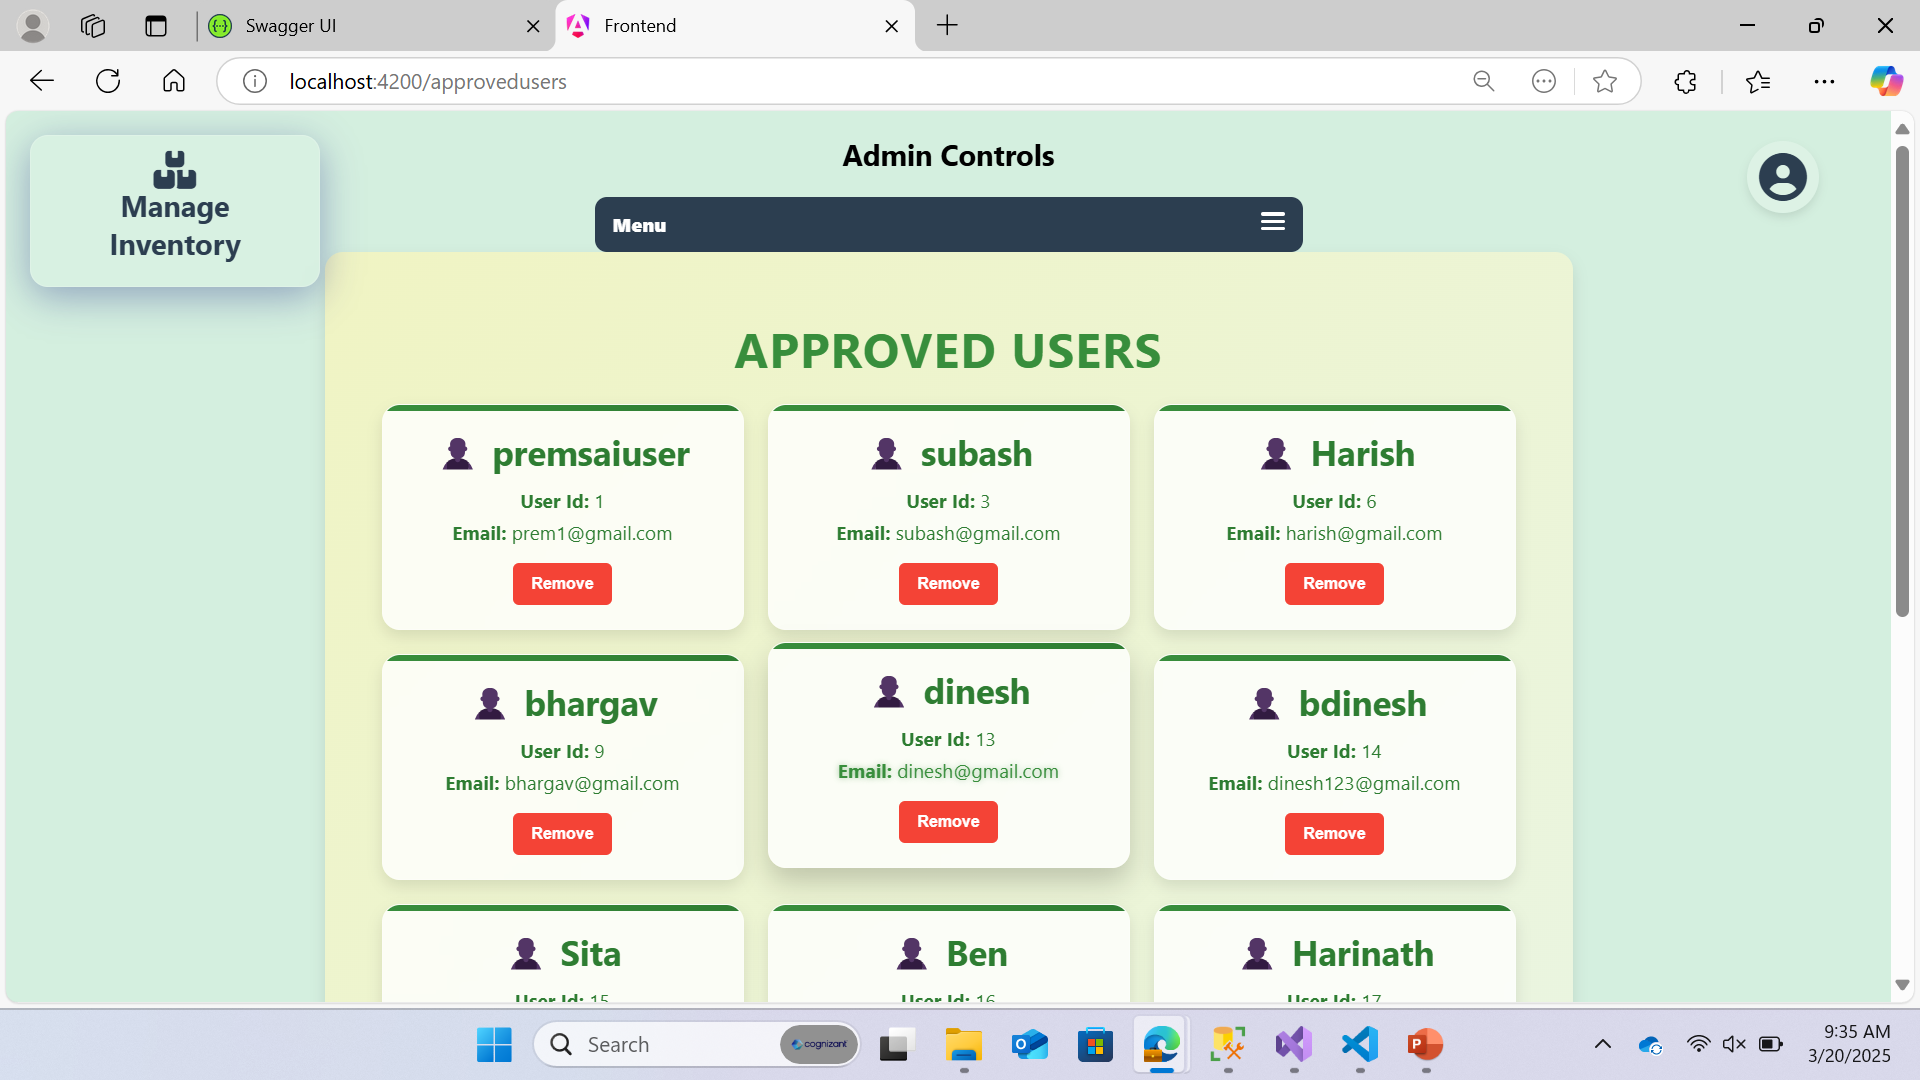 Swagger UI
Frontend
localhost:4200/approvedusers
Manage
Inventory
Admin Controls
Menu
APPROVED USERS
premsaiuser
User Id: 1
Email: prem1@gmail.com
Remove
subash
User Id: 3
Email: subash@gmail.com
Remove
Harish
User Id: 6
Email: harish@gmail.com
Remove
bhargav
User Id: 9
Email: bhargav@gmail.com
Remove
dinesh
User Id: 13
Email: dinesh@gmail.com
Remove
bdinesh
User Id: 14
Email: dinesh123@gmail.com
Remove
Sita
User Id: 15
Ben
User Id: 16
Harinath
User Id: 17
Search
cognizant
9:35 AM
3/20/2025